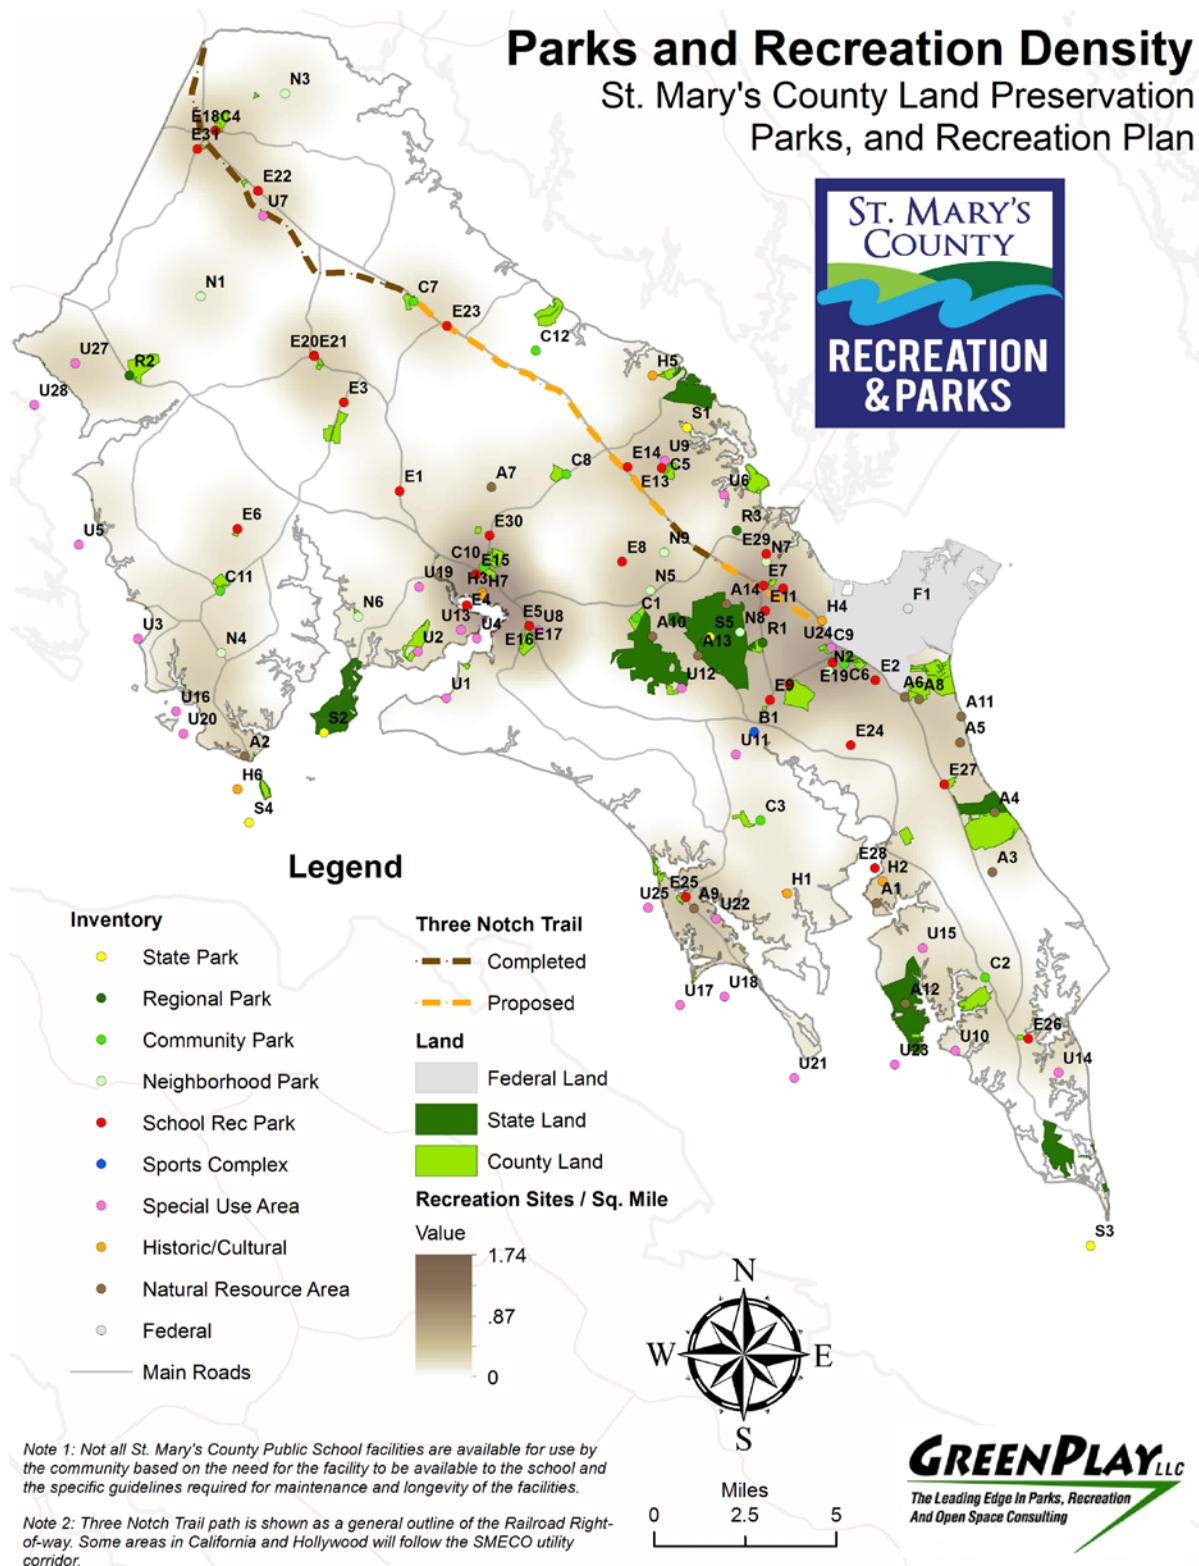 Parks and Recreation Density
St. Mary's County Land Preservation
Parks, and Recreation Plan
ST. MARY'S
COUNTY
RECREATION
& PARKS
N3
E18C4
E31
E22
U7
N1
C7
E23
C12
E20E21
U27
R2
H5
U28
E3
S1
E14
U9
C5
E13
C8
A7
E1
U6
E6
U5
E30
R3
E29
N7
N9
E8
C10
E15
H3
H7
U19
E7
A14
E11
F1
C11
N5
N6
E4
U13
U4
E5
U8
E16
E17
C1
A10
S5
N8
R1
H4
U24
C9
U3
N4
U2
A13
N2
E19
C6
E2
U12
U1
E9
A6
A8
U16
U20
S2
B1
U11
A11
A5
E24
A2
H6
S4
E27
A4
C3
A3
E28
H2
A1
H1
E25
A9
U25
U22
U15
C2
U17
U18
A12
E26
U10
U23
U14
U21
S3
Legend
Inventory
State Park
Regional Park
Community Park
Neighborhood Park
School Rec Park
Sports Complex
Special Use Area
Historic/Cultural
Natural Resource Area
Federal
Main Roads
Three Notch Trail
Completed
Proposed
Land
Federal Land
State Land
County Land
Recreation Sites / Sq. Mile
Value
1.74
.87
0
N
W
E
S
Miles
0
2.5
5
Note 1: Not all St. Mary's County Public School facilities are available for use by
the community based on the need for the facility to be available to the school and
the specific guidelines required for maintenance and longevity of the facilities.
Note 2: Three Notch Trail path is shown as a general outline of the Railroad Right-
of-way. Some areas in California and Hollywood will follow the SMECO utility
corridor.
GREENPLAY LLC
The Leading Edge In Parks, Recreation
And Open Space Consulting